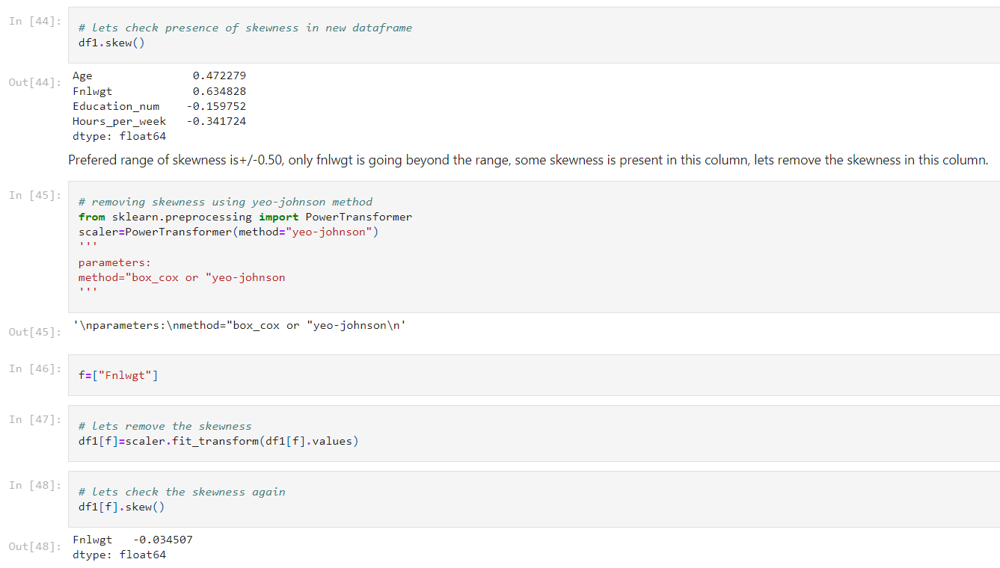 In [44]:
# lets check presence of skewness in new dataframe
df1.skew()
Out[44]:
Age 0.472279
Fnlwgt 0.634828
Education_num -0.159752
Hours_per_week -0.341724
dtype: float64
Prefered range of skewness is+/-0.50, only fnlwgt is going beyond the range, some skewness is present in this column, lets remove the skewness in this column.
In [45]:
# removing skewness using yeo-johnson method
from sklearn.preprocessing import PowerTransformer
scaler=PowerTransformer(method="yeo-johnson")
'''
parameters:
method="box_cox or "yeo-johnson
'''
Out[45]:
'\nparameters:\nmethod="box_cox or "yeo-johnson\n'
In [46]:
f=["Fnlwgt"]
In [47]:
# lets remove the skewness
df1[f]=scaler.fit_transform(df1[f].values)
In [48]:
# lets check the skewness again
df1[f].skew()
Out[48]:
Fnlwgt -0.034507
dtype: float64